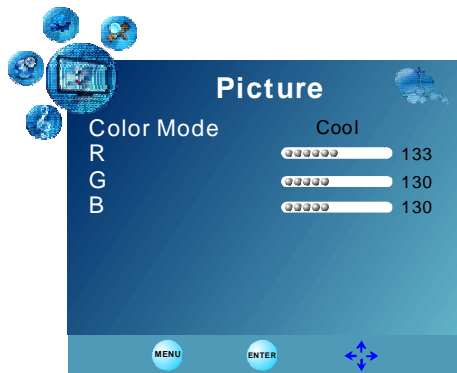 Picture
Color Mode Cool
R 133
G 130
B 130
MENU ENTER